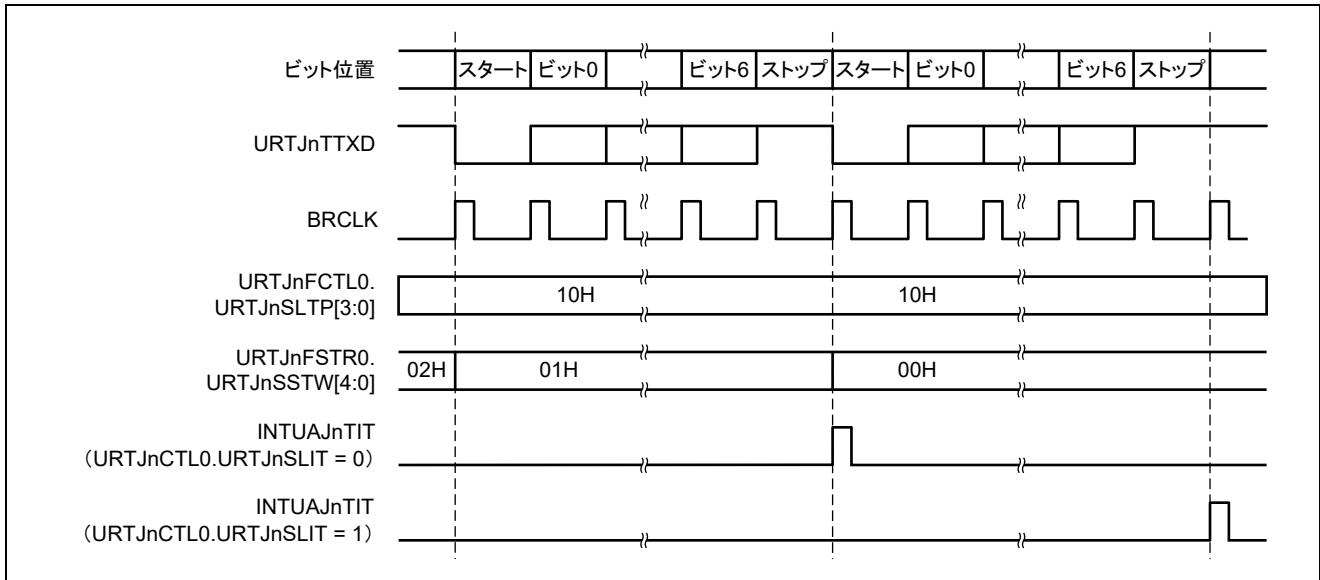 ビット位置 スタート ビット0 ビット6 ストップ スタート ビット0 ビット6 ストップ
URTJnTTXD
BRCLK
URTJnFCTL0.
URTJnSLTP[3:0] 10H 10H
URTJnFSTR0.
URTJnSSTW[4:0] 02H 01H 00H
INTUAJnTIT
（URTJnCTL0.URTJnSLIT = 0）
INTUAJnTIT
（URTJnCTL0.URTJnSLIT = 1）